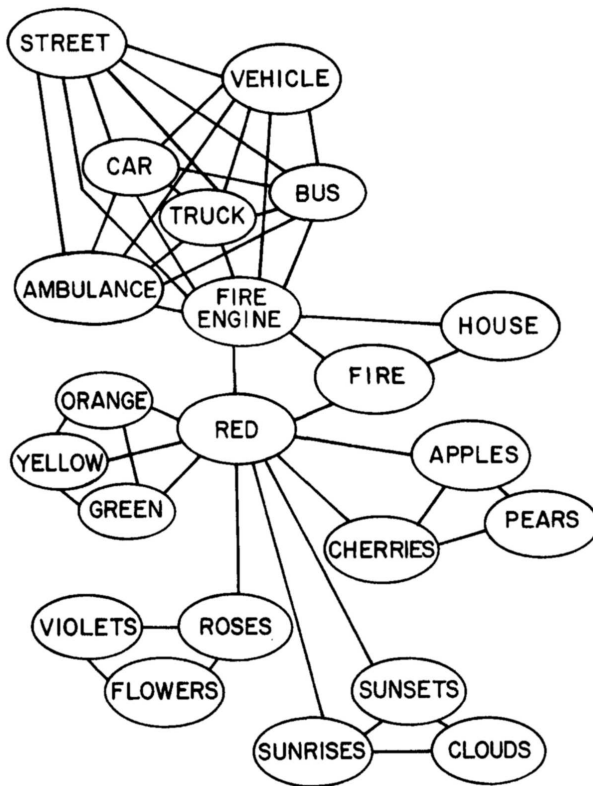 STREET
VEHICLE
CAR
BUS
TRUCK
AMBULANCE
FIRE
ENGINE
HOUSE
FIRE
ORANGE
RED
YELLOW
APPLES
GREEN
PEARS
CHERRIES
VIOLETS
ROSES
FLOWERS
SUNSETS
SUNRISES
CLOUDS